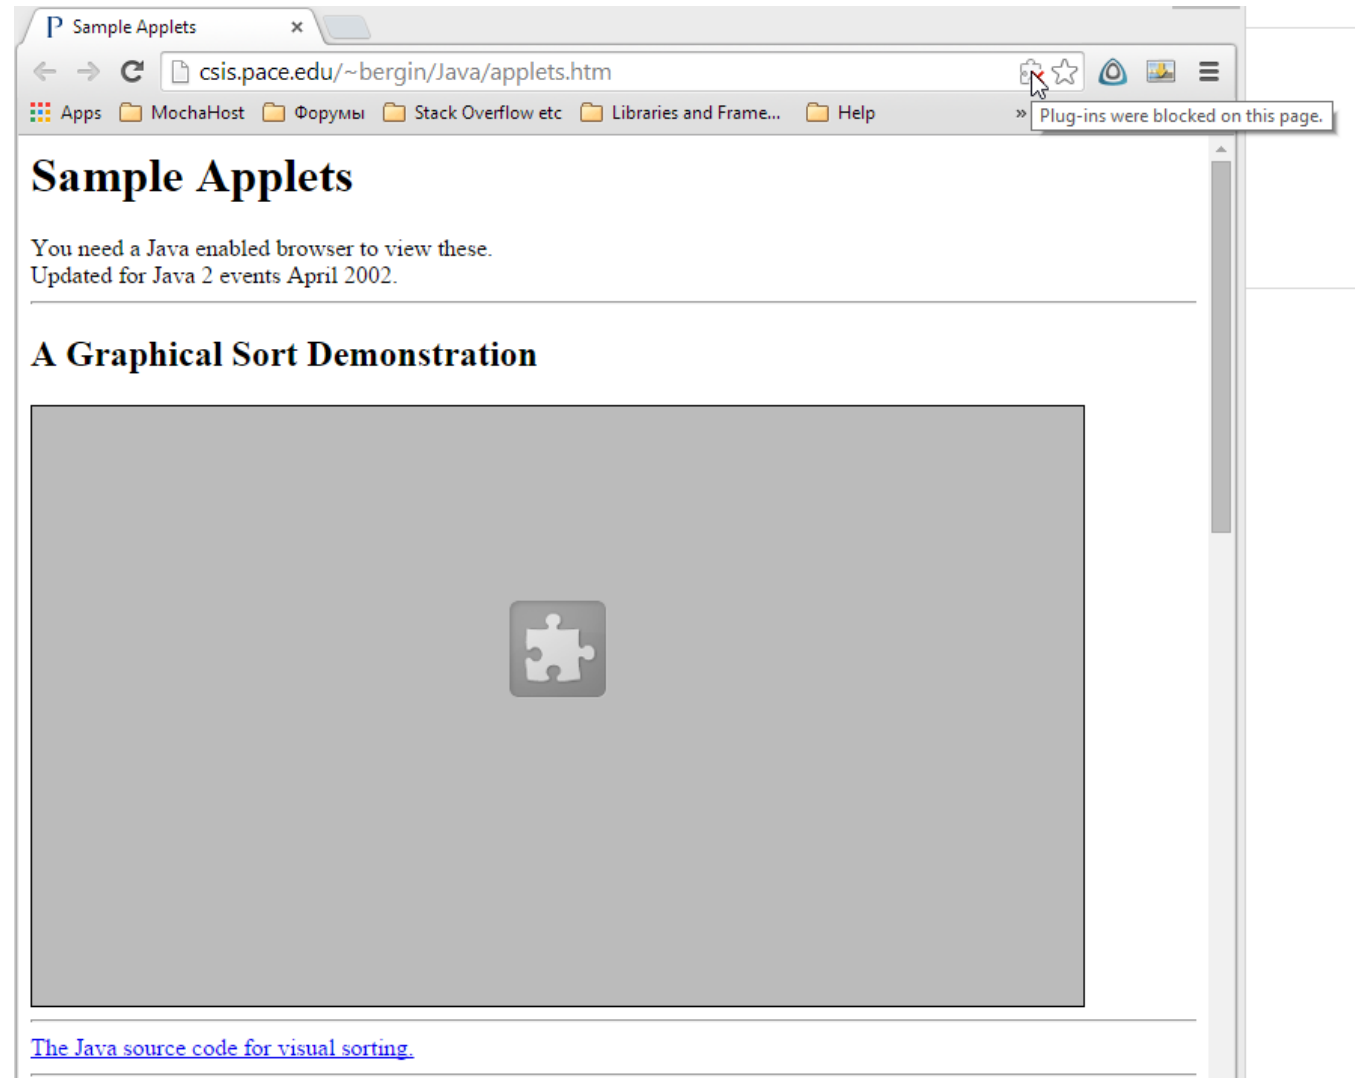 Sample Applets
csis.pace.edu/~bergin/Java/applets.htm
Apps MochaHost Форумы Stack Overflow etc Libraries and Frame... Help »
Plug-ins were blocked on this page.
Sample Applets
You need a Java enabled browser to view these.
Updated for Java 2 events April 2002.
A Graphical Sort Demonstration
The Java source code for visual sorting.